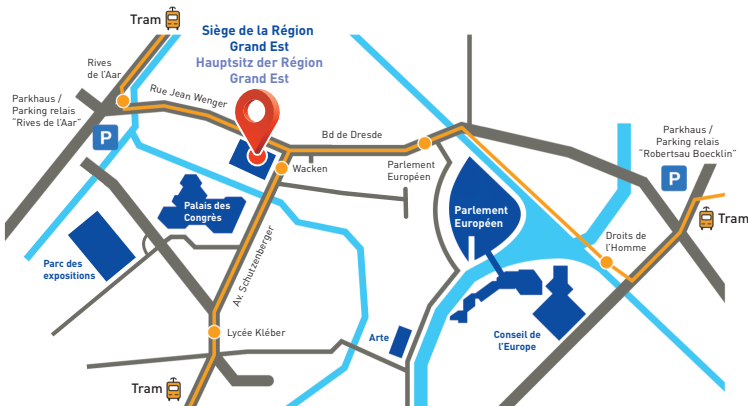 Tram
Siège de la Région
Grand Est
Hauptsitz der Région
Grand Est
Rives
de l'Aar
Rue Jean Wenger
Parkhaus /
Parking relais
"Rives de l'Aar"
P
Bd de Dresde
Wacken
Parlement
Européen
Parkhaus /
Parking relais
"Robertsau Boecklin"
P
Tram
Palais des
Congrès
Parlement
Européen
Droits de
l'Homme
Parc des
expositions
Av. Schutzenberger
Lycée Kléber
Arte
Conseil de
l'Europe
Tram